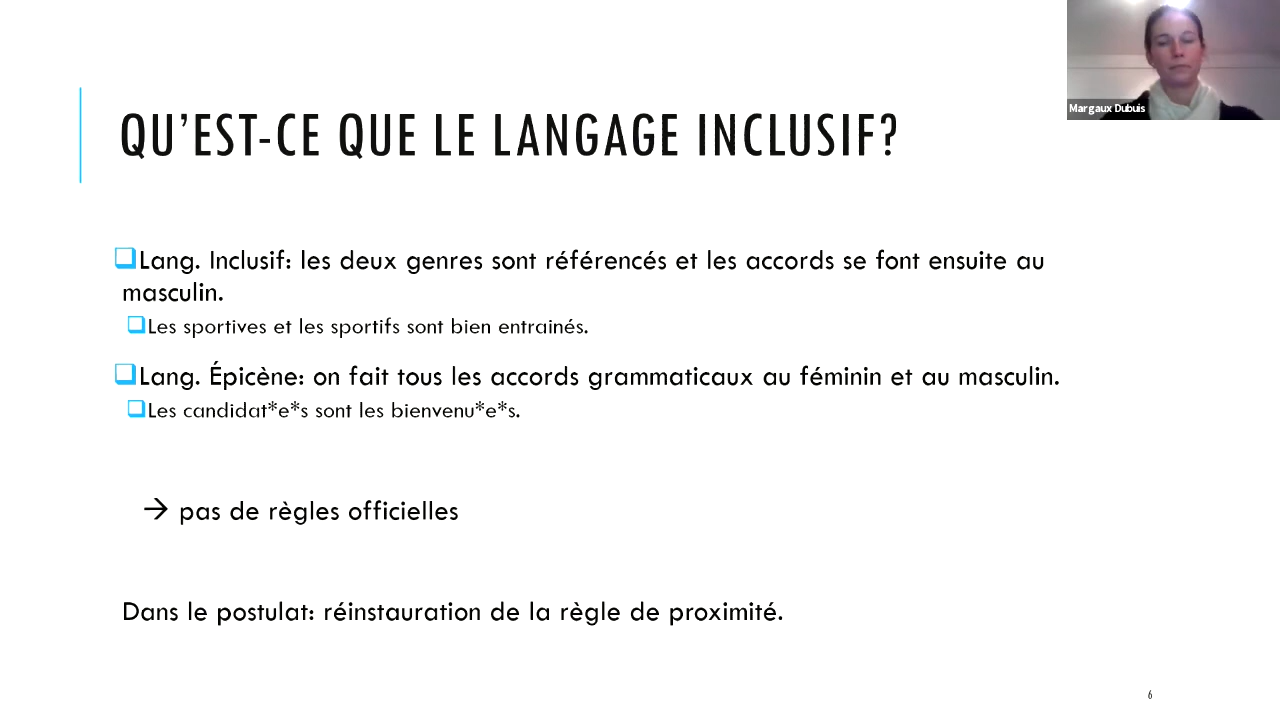 Margaux Dubuis
QU’EST-CE QUE LE LANGAGE INCLUSIF?
❑Lang. Inclusif: les deux genres sont référencés et les accords se font ensuite au
masculin.
❑Les sportives et les sportifs sont bien entrainés.
❑Lang. Épicène: on fait tous les accords grammaticaux au féminin et au masculin.
❑Les candidat*e*s sont les bienvenu*e*s.
→ pas de règles officielles
Dans le postulat: réinstauration de la règle de proximité.
6